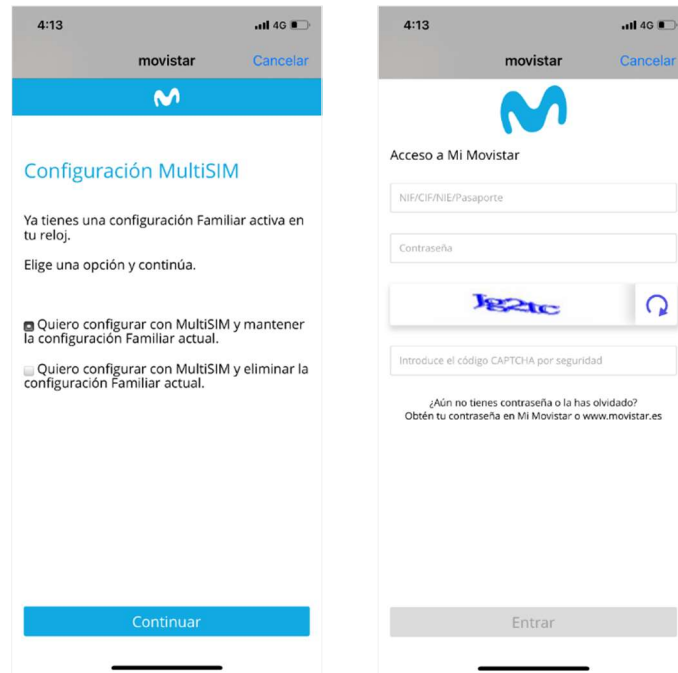 4:13
4G
movistar
Cancelar
Configuración MultiSIM
Ya tienes una configuración Familiar activa en
tu reloj.
Elige una opción y continúa.
Quiero configurar con MultiSIM y mantener
la configuración Familiar actual.
Quiero configurar con MultiSIM y eliminar la
configuración Familiar actual.
Continuar
4:13
4G
movistar
Cancelar
Acceso a Mi Movistar
NIF/CIF/NIE/Pasaporte
Contraseña
Jg2tc
Introduce el código CAPTCHA por seguridad
¿Aún no tienes contraseña o la has olvidado?
Obtén tu contraseña en Mi Movistar o www.movistar.es
Entrar